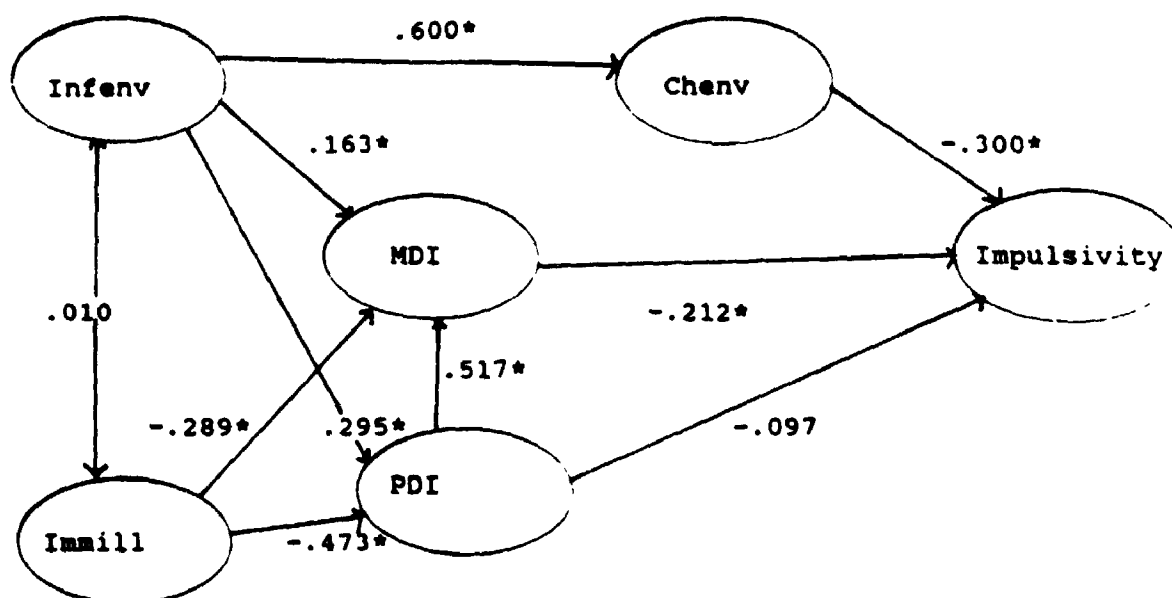 .600*
Infenv
Chenv
.163*
-.300*
MDI
Impulsivity
.010
-.212*
.517*
-.289*
.295*
-.097
PDI
Immill
-.473*